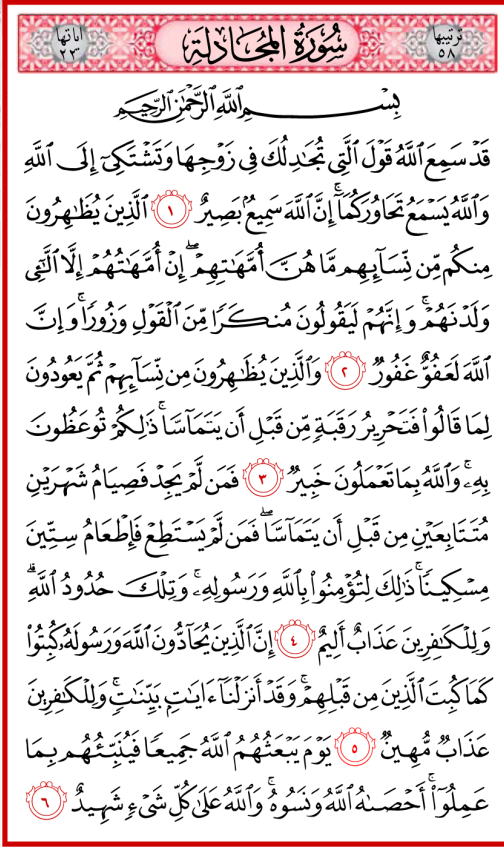 ترتيبها ٥٨ سُورَةُ المُجَادلَة آياتها ٢٢
بِسۡمِ ٱللَّهِ ٱلرَّحۡمَٰنِ ٱلرَّحِيمِ
قَدۡ سَمِعَ ٱللَّهُ قَوۡلَ ٱلَّتِي تُجَٰدِلُكَ فِي زَوۡجِهَا وَتَشۡتَكِيٓ إِلَى ٱللَّهِ
وَٱللَّهُ يَسۡمَعُ تَحَاوُرَكُمَآۚ إِنَّ ٱللَّهَ سَمِيعُۢ بَصِيرٌ ١ ٱلَّذِينَ يُظَٰهِرُونَ
مِنكُم مِّن نِّسَآئِهِم مَّا هُنَّ أُمَّهَٰتِهِمۡۖ إِنۡ أُمَّهَٰتُهُمۡ إِلَّا ٱلَّٰٓـِٔي
وَلَدۡنَهُمۡۚ وَإِنَّهُمۡ لَيَقُولُونَ مُنكَرٗا مِّنَ ٱلۡقَوۡلِ وَزُورٗاۚ وَإِنَّ
ٱللَّهَ لَعَفُوٌّ غَفُورٞ ٢ وَٱلَّذِينَ يُظَٰهِرُونَ مِن نِّسَآئِهِمۡ ثُمَّ يَعُودُونَ
لِمَا قَالُواْ فَتَحۡرِيرُ رَقَبَةٖ مِّن قَبۡلِ أَن يَتَمَآسَّاۚ ذَٰلِكُمۡ تُوعَظُونَ
بِهِۦۚ وَٱللَّهُ بِمَا تَعۡمَلُونَ خَبِيرٞ ٣ فَمَن لَّمۡ يَجِدۡ فَصِيَامُ شَهۡرَيۡنِ
مُتَتَابِعَيۡنِ مِن قَبۡلِ أَن يَتَمَآسَّاۖ فَمَن لَّمۡ يَسۡتَطِعۡ فَإِطۡعَامُ سِتِّينَ
مِسۡكِينٗاۚ ذَٰلِكَ لِتُؤۡمِنُواْ بِٱللَّهِ وَرَسُولِهِۦۚ وَتِلۡكَ حُدُودُ ٱللَّهِۗ
وَلِلۡكَٰفِرِينَ عَذَابٌ أَلِيمٌ ٤ إِنَّ ٱلَّذِينَ يُحَآدُّونَ ٱللَّهَ وَرَسُولَهُۥ كُبِتُواْ
كَمَا كُبِتَ ٱلَّذِينَ مِن قَبۡلِهِمۡۚ وَقَدۡ أَنزَلۡنَآ ءَايَٰتِۭ بَيِّنَٰتٖۚ وَلِلۡكَٰفِرِينَ
عَذَابٞ مُّهِينٞ ٥ يَوۡمَ يَبۡعَثُهُمُ ٱللَّهُ جَمِيعٗا فَيُنَبِّئُهُم بِمَا
عَمِلُوٓاْۚ أَحۡصَىٰهُ ٱللَّهُ وَنَسُوهُۚ وَٱللَّهُ عَلَىٰ كُلِّ شَيۡءٖ شَهِيدٌ ٦